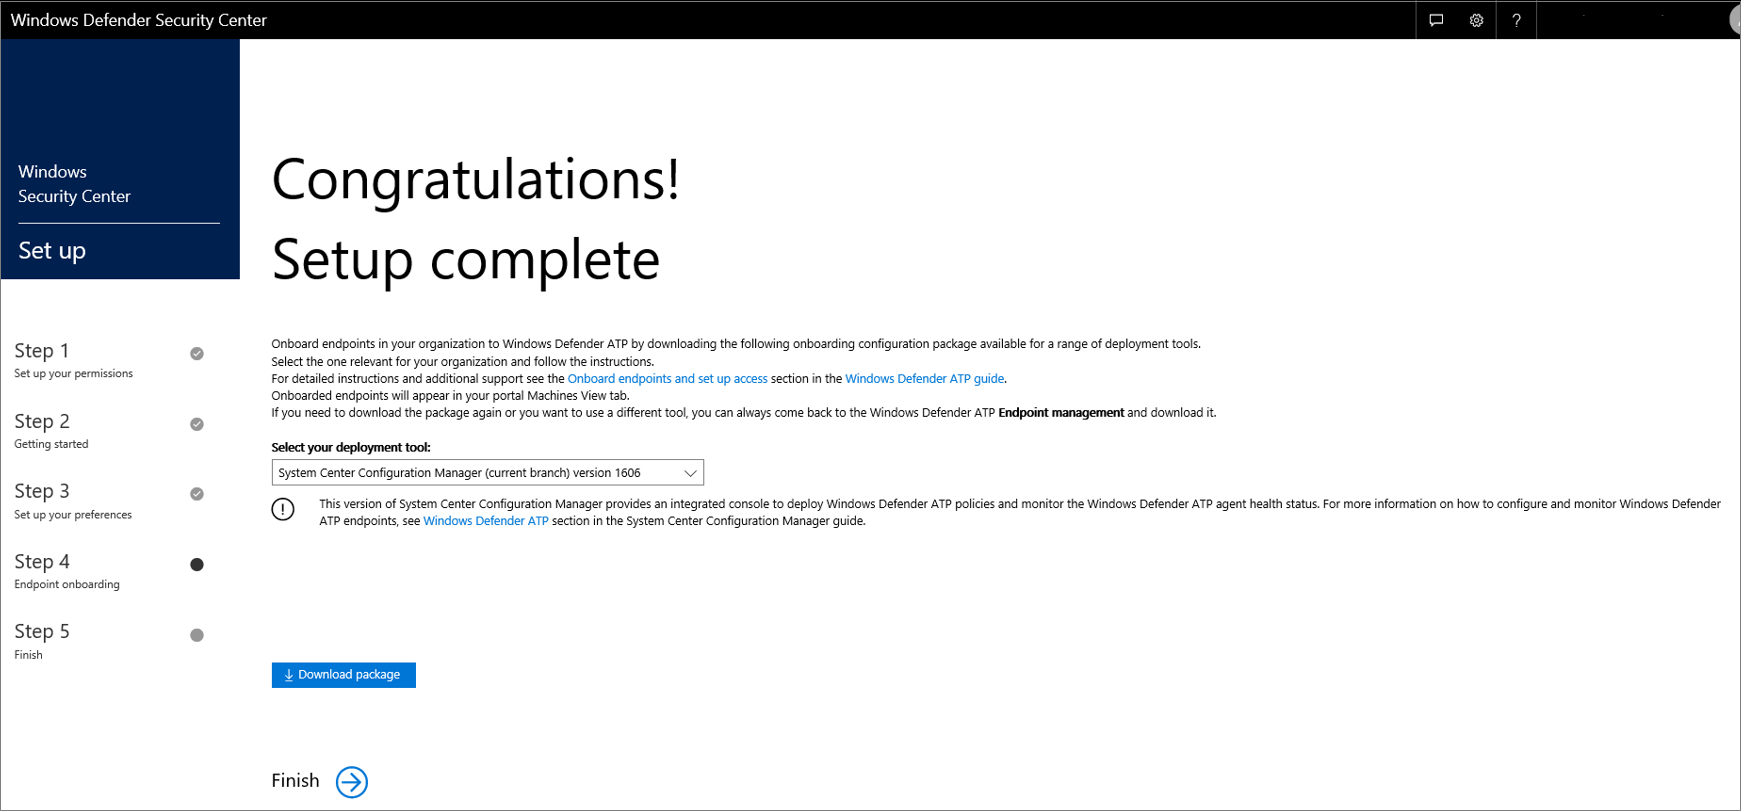 Windows Defender Security Center
Windows
Security Center
Set up
Step 1
Set up your permissions
Step 2
Getting started
Step 3
Set up your preferences
Step 4
Endpoint onboarding
Step 5
Finish
Congratulations!
Setup complete
Onboard endpoints in your organization to Windows Defender ATP by downloading the following onboarding configuration package available for a range of deployment tools.
Select the one relevant for your organization and follow the instructions.
For detailed instructions and additional support see the Onboard endpoints and set up access section in the Windows Defender ATP guide.
Onboarded endpoints will appear in your portal Machines View tab.
If you need to download the package again or you want to use a different tool, you can always come back to the Windows Defender ATP Endpoint management and download it.
Select your deployment tool:
System Center Configuration Manager (current branch) version 1606
This version of System Center Configuration Manager provides an integrated console to deploy Windows Defender ATP policies and monitor the Windows Defender ATP agent health status. For more information on how to configure and monitor Windows Defender
ATP endpoints, see Windows Defender ATP section in the System Center Configuration Manager guide.
Download package
Finish